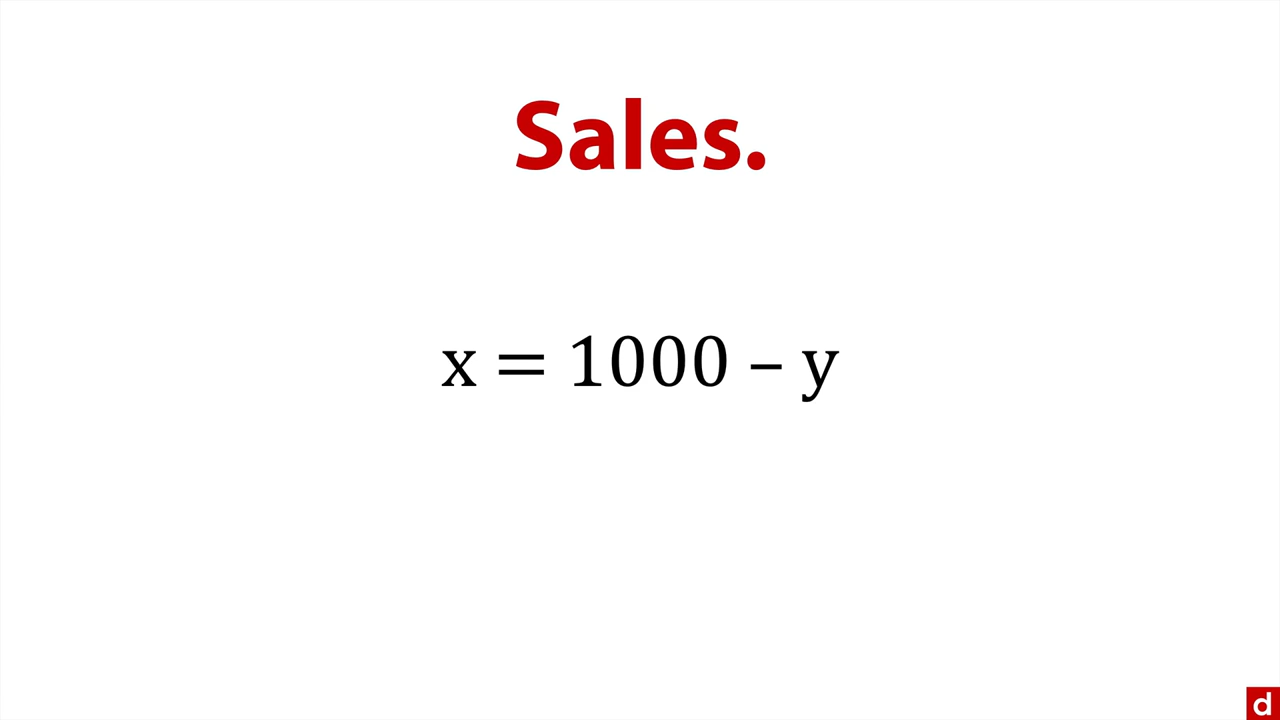 Sales.
x = 1000 – y
d